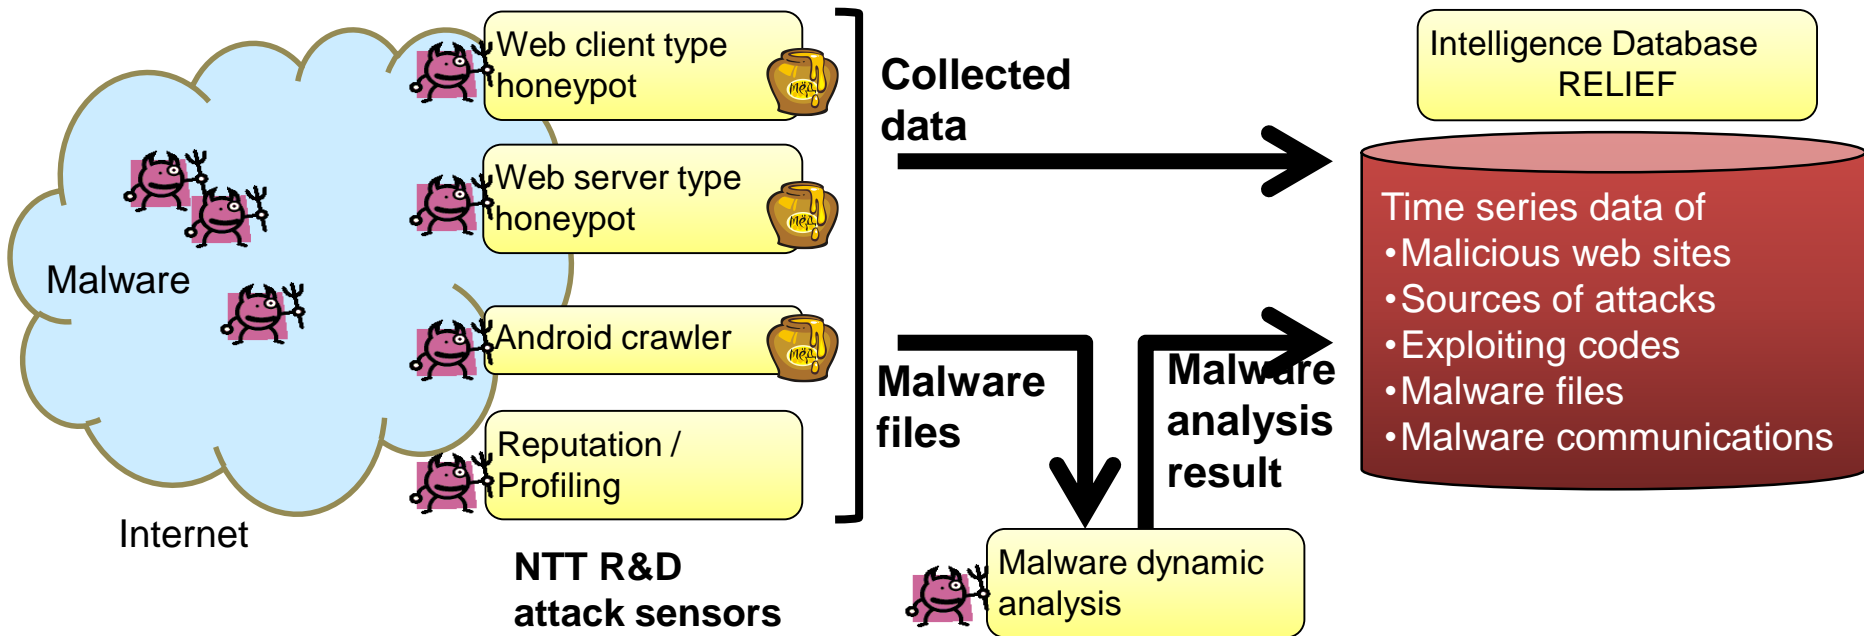 Web client type
honeypot
Web server type
honeypot
Android crawler
Reputation /
Profiling
Malware
Internet
NTT R&D
attack sensors
Collected
data
Malware
files
Malware
analysis
result
Malware dynamic
analysis
Intelligence Database
RELIEF
Time series data of
•Malicious web sites
•Sources of attacks
•Exploiting codes
•Malware files
•Malware communications